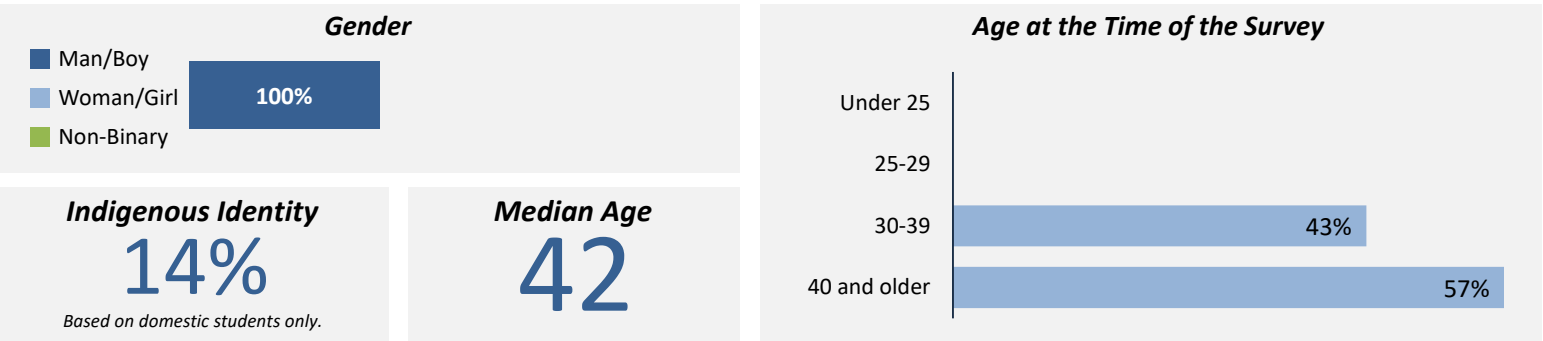 Gender
Man/Boy
Woman/Girl
Non-Binary
100%
Indigenous Identity
14%
Based on domestic students only.
Median Age
42
Age at the Time of the Survey
Under 25
25-29
30-39
43%
40 and older
57%